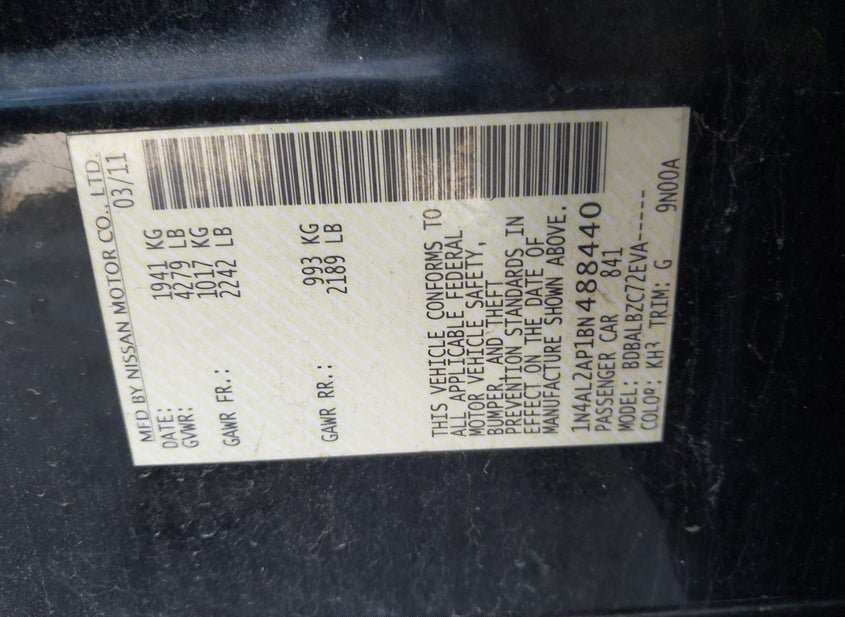 MFD BY NISSAN MOTOR CO., LTD.
DATE: 03/11
GVWR: 1941 KG
4279 LB
GAWR FR.: 1017 KG
2242 LB
GAWR RR.: 993 KG
2189 LB
THIS VEHICLE CONFORMS TO
ALL APPLICABLE FEDERAL
MOTOR VEHICLE SAFETY,
BUMPER, AND THEFT
PREVENTION STANDARDS IN
EFFECT ON THE DATE OF
MANUFACTURE SHOWN ABOVE.
1N4AL2AP1BN488440
PASSENGER CAR 841
MODEL: BDBALBZC72EVA-----
COLOR: KH3 TRIM: G 9N00A